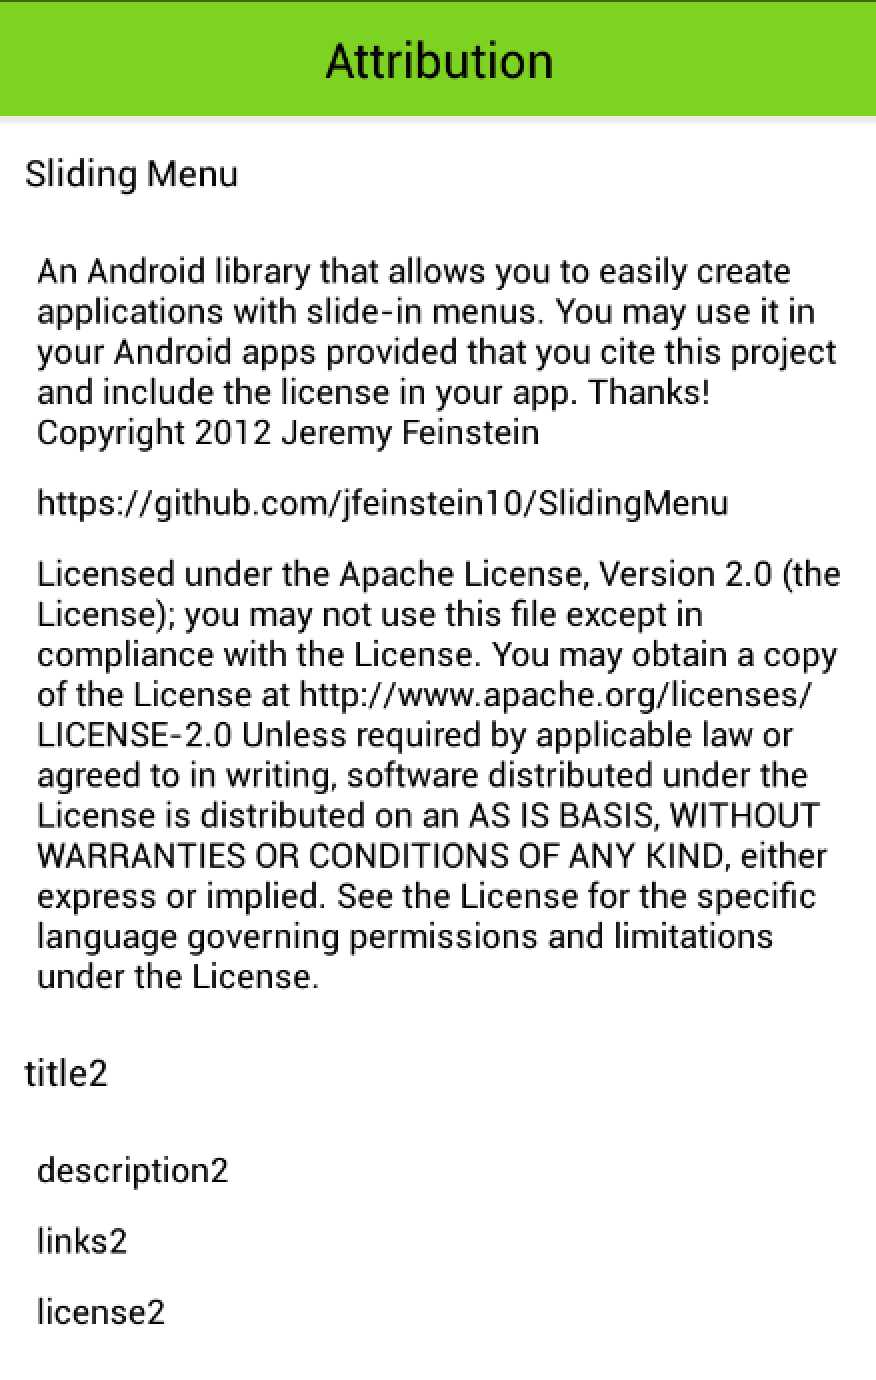 Attribution
Sliding Menu
An Android library that allows you to easily create
applications with slide-in menus. You may use it in
your Android apps provided that you cite this project
and include the license in your app. Thanks!
Copyright 2012 Jeremy Feinstein
https://github.com/jfeinstein10/SlidingMenu
Licensed under the Apache License, Version 2.0 (the
License); you may not use this file except in
compliance with the License. You may obtain a copy
of the License at http://www.apache.org/licenses/
LICENSE-2.0 Unless required by applicable law or
agreed to in writing, software distributed under the
License is distributed on an AS IS BASIS, WITHOUT
WARRANTIES OR CONDITIONS OF ANY KIND, either
express or implied. See the License for the specific
language governing permissions and limitations
under the License.
title2
description2
links2
license2